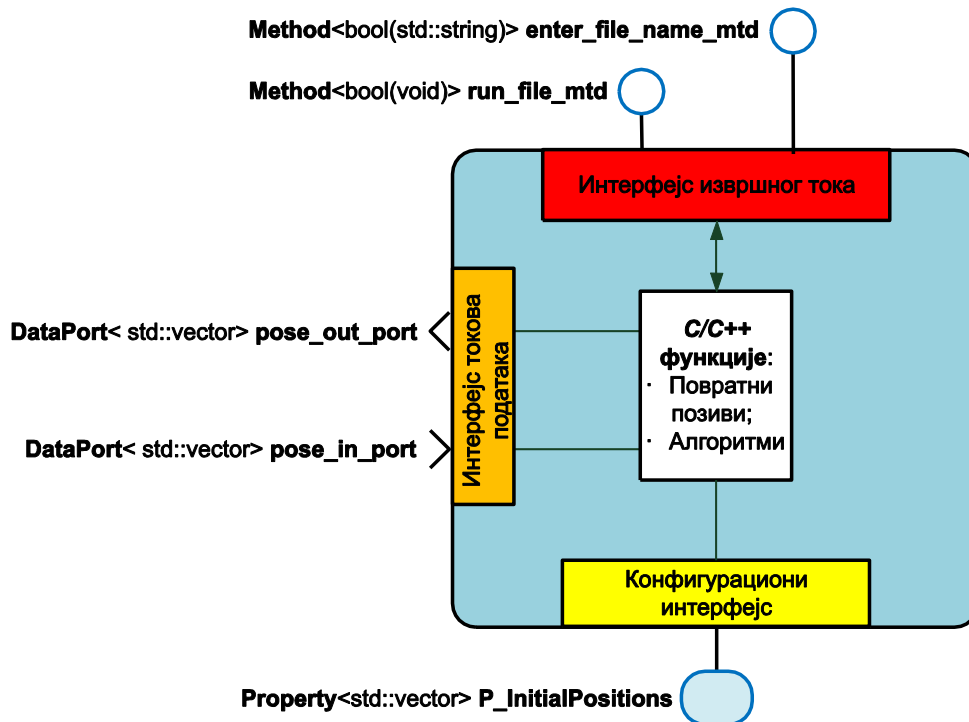 Method<bool(std::string)> enter_file_name_mtd
Method<bool(void)> run_file_mtd
Интерфејс извршног тока
DataPort< std::vector> pose_out_port
DataPort< std::vector> pose_in_port
Интерфејс токова
података
C/C++
функције:
· Повратни
позиви;
· Алгоритми
Конфигурациони
интерфејс
Property<std::vector> P_InitialPositions